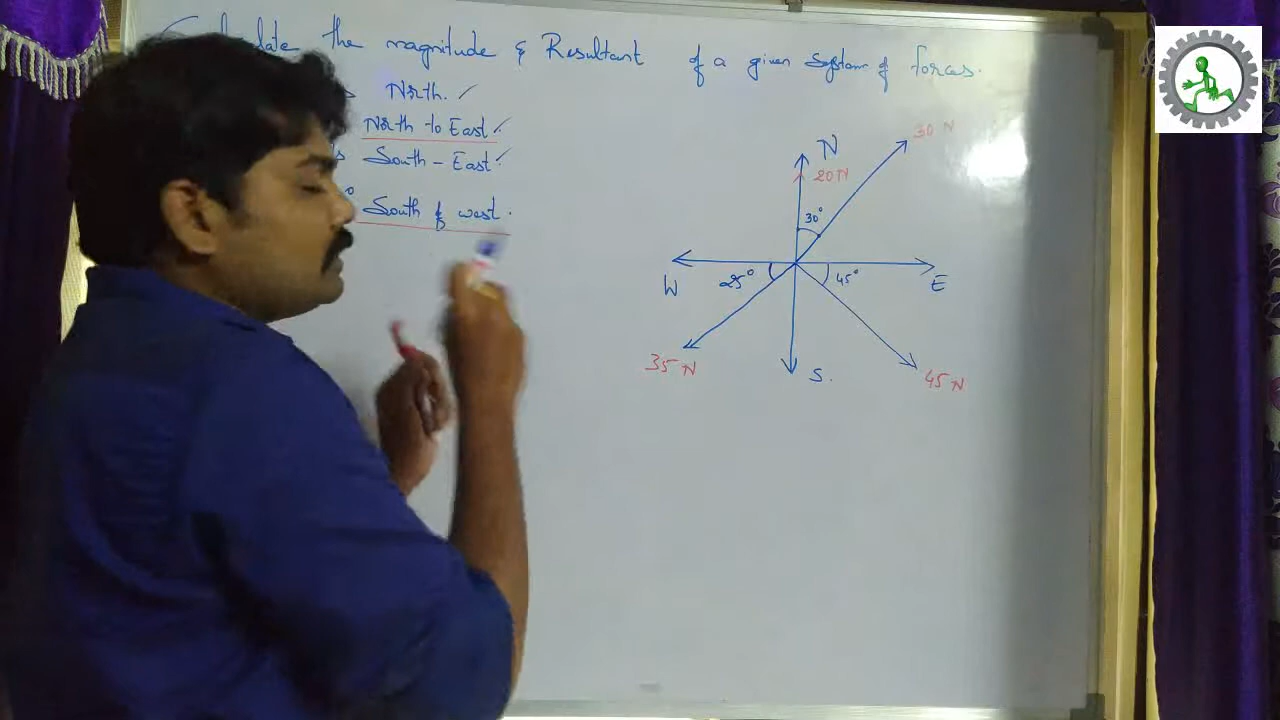 the magnitude & Resultant of a given System of forces.
North.
North to East
South - East
South of west.
N
30 N
20 N
30°
W
25°
45°
E
35 N
S.
45 N